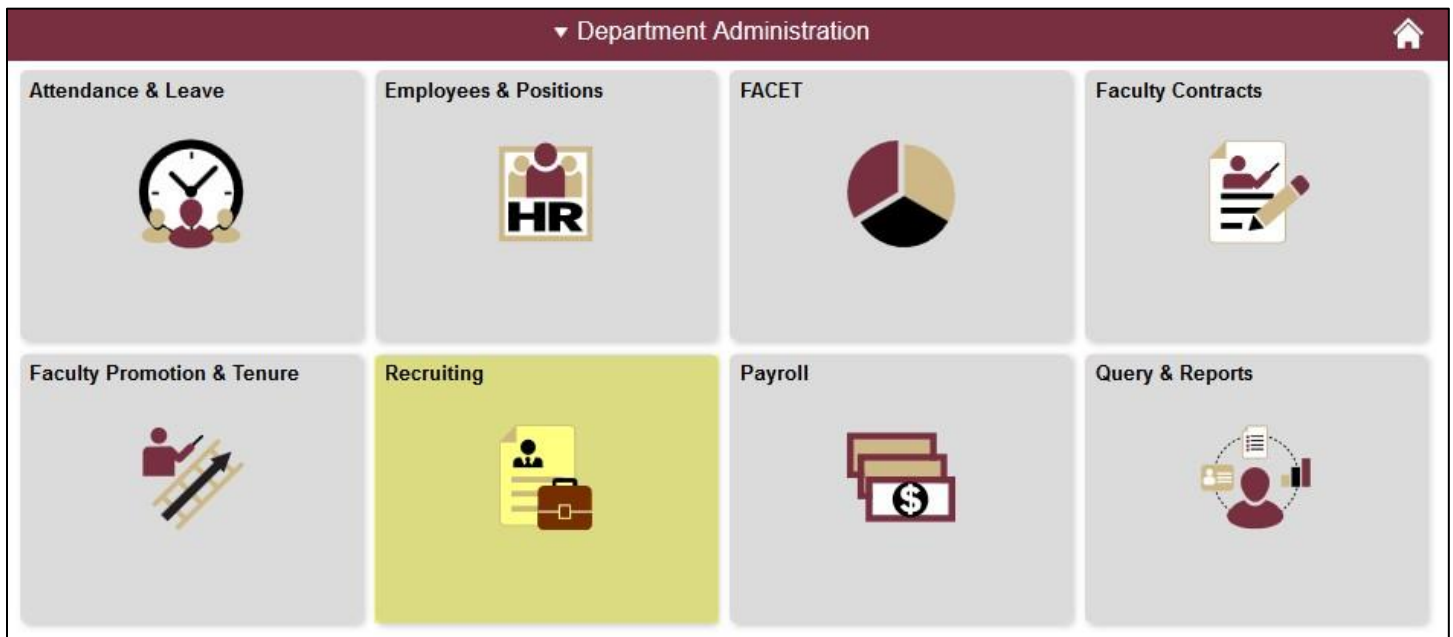 Department Administration
Attendance & Leave
Employees & Positions
HR
FACET
Faculty Contracts
Faculty Promotion & Tenure
Recruiting
Payroll
$
Query & Reports